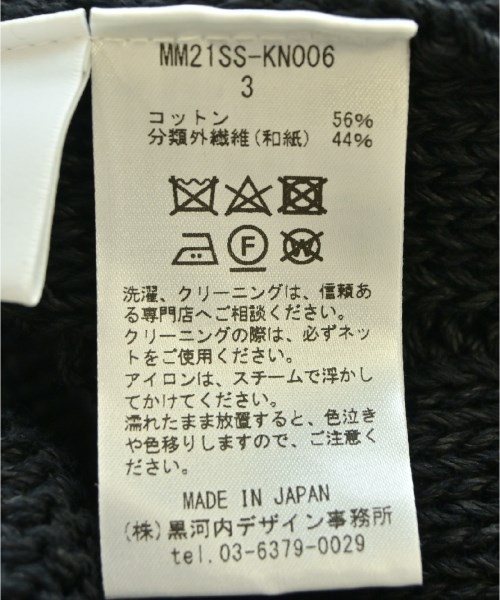 MM21SS-KN006
3
コットン 56%
分類外繊維(和紙) 44%
F
W
洗濯、クリーニングは、信頼あ
る専門店へご相談ください。
クリーニングの際は、必ずネッ
トをご使用ください。
アイロンは、スチームで浮かし
てかけてください。
濡れたまま放置すると、色泣き
や色移りしますので、ご注意く
ださい。
MADE IN JAPAN
(株)黒河内デザイン事務所
tel.03-6379-0029